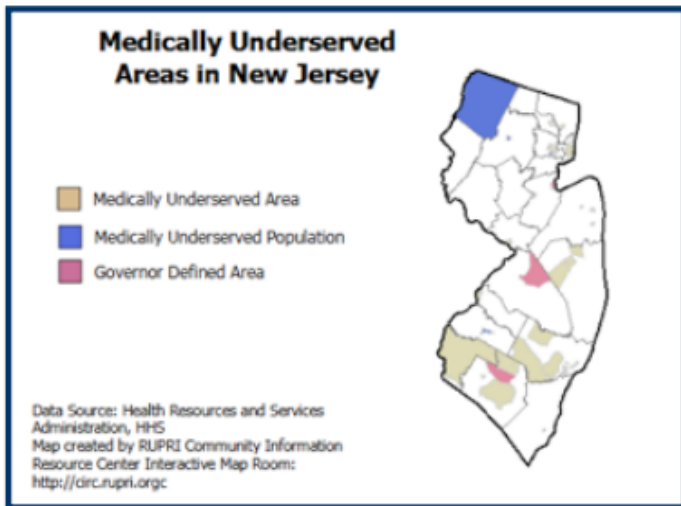 Medically Underserved
Areas in New Jersey
Medically Underserved Area
Medically Underserved Population
Governor Defined Area
Data Source: Health Resources and Services
Administration, HHS
Map created by RUPRI Community Information
Resource Center Interactive Map Room:
http://circ.rupri.orgc